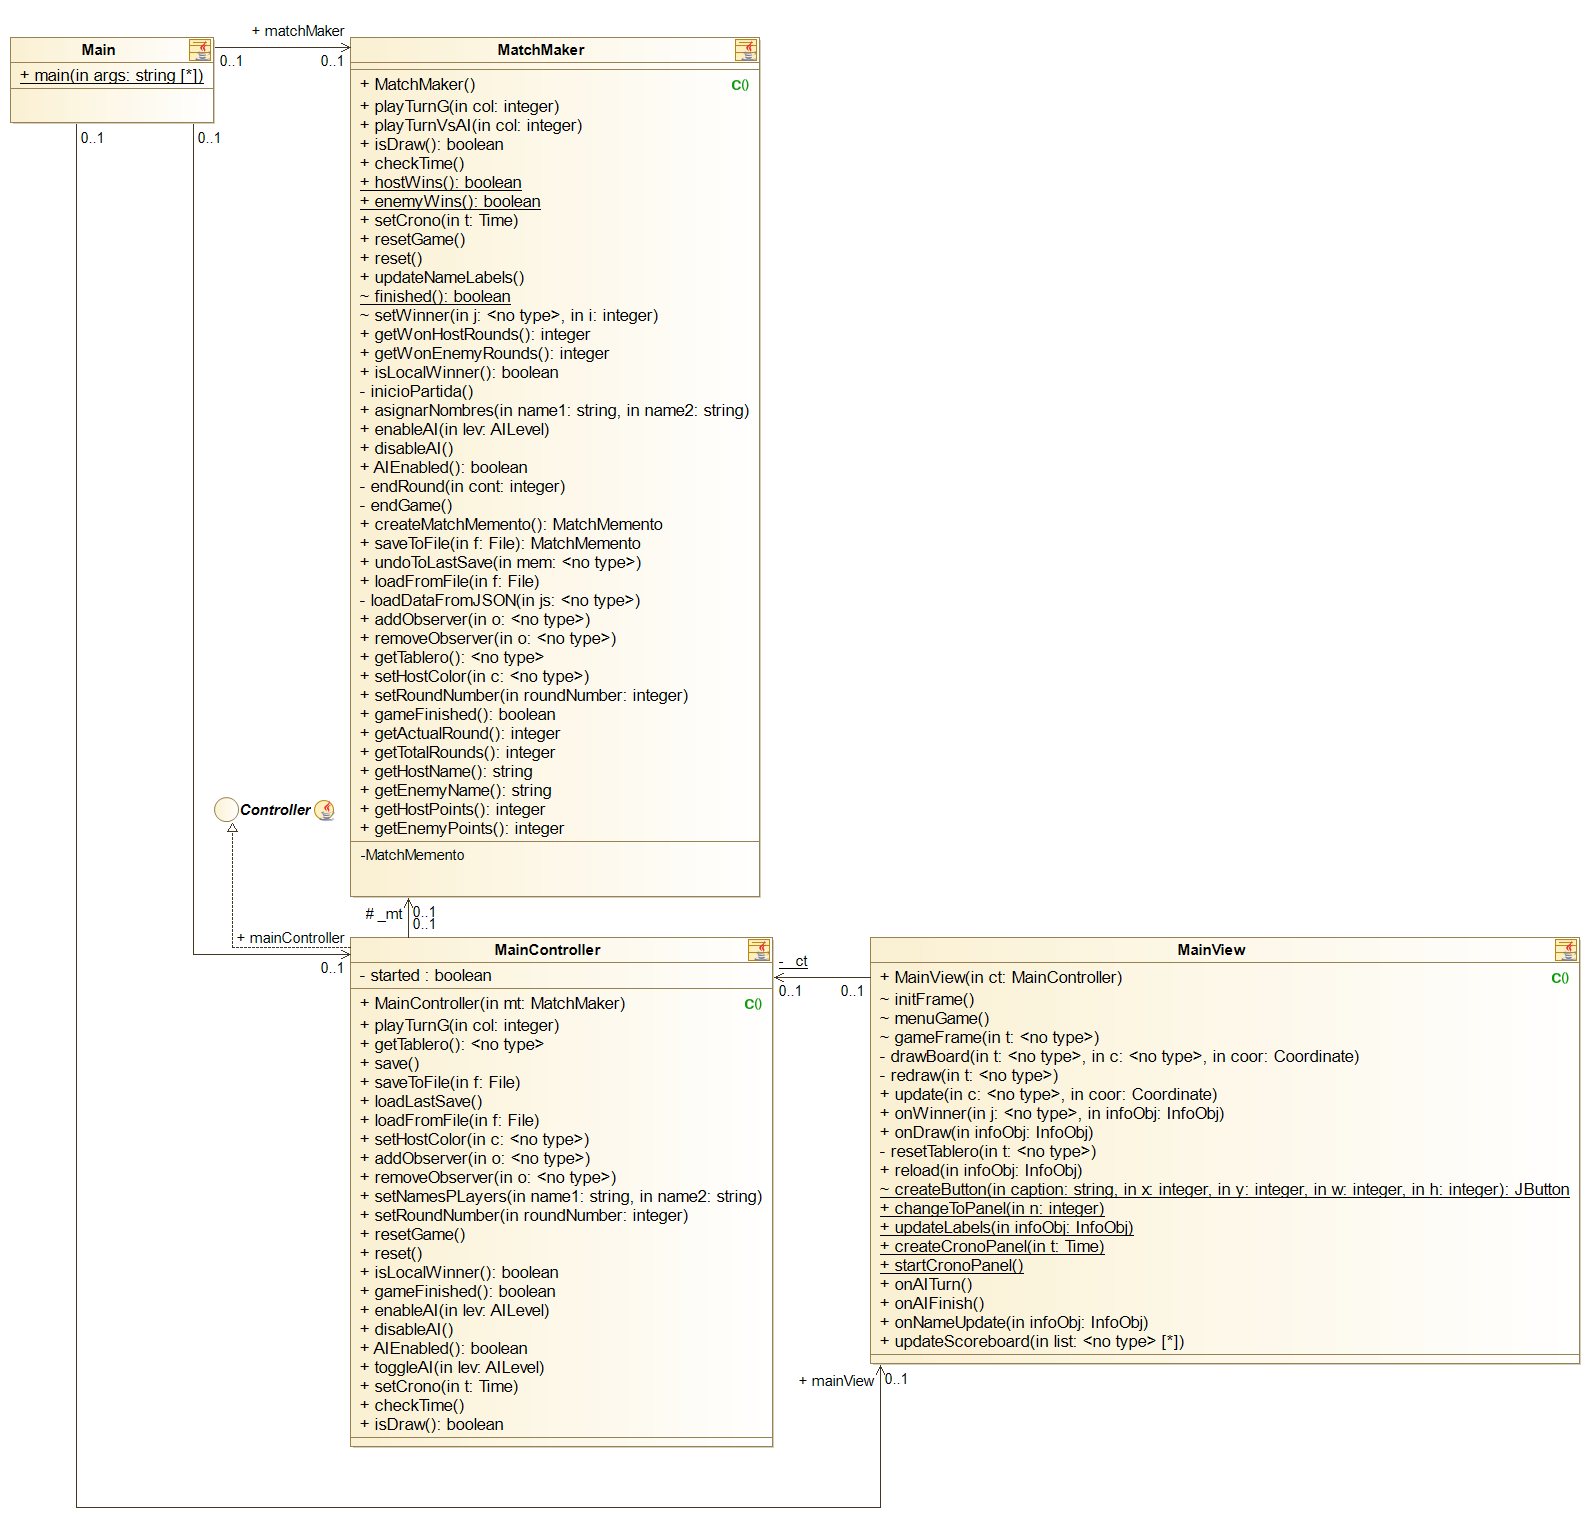 Main
+ main(in args: string [*])
+ matchMaker
0..1
0..1
0..1
0..1
MatchMaker
+ MatchMaker()
C()
+ playTurnG(in col: integer)
+ playTurnVsAI(in col: integer)
+ isDraw(): boolean
+ checkTime()
+ hostWins(): boolean
+ enemyWins(): boolean
+ setCrono(in t: Time)
+ resetGame()
+ reset()
+ updateNameLabels()
~ finished(): boolean
~ setWinner(in j: <no type>, in i: integer)
+ getWonHostRounds(): integer
+ getWonEnemyRounds(): integer
+ isLocalWinner(): boolean
- inicioPartida()
+ asignarNombres(in name1: string, in name2: string)
+ enableAI(in lev: AILevel)
+ disableAI()
+ AIEnabled(): boolean
- endRound(in cont: integer)
- endGame()
+ createMatchMemento(): MatchMemento
+ saveToFile(in f: File): MatchMemento
+ undoToLastSave(in mem: <no type>)
+ loadFromFile(in f: File)
- loadDataFromJSON(in js: <no type>)
+ addObserver(in o: <no type>)
+ removeObserver(in o: <no type>)
+ getTablero(): <no type>
+ setHostColor(in c: <no type>)
+ setRoundNumber(in roundNumber: integer)
+ gameFinished(): boolean
+ getActualRound(): integer
+ getTotalRounds(): integer
+ getHostName(): string
+ getEnemyName(): string
+ getHostPoints(): integer
+ getEnemyPoints(): integer
-MatchMemento
Controller
# _mt
0..1
0..1
+ mainController
0..1
MainController
- started : boolean
+ MainController(in mt: MatchMaker)
C()
+ playTurnG(in col: integer)
+ getTablero(): <no type>
+ save()
+ saveToFile(in f: File)
+ loadLastSave()
+ loadFromFile(in f: File)
+ setHostColor(in c: <no type>)
+ addObserver(in o: <no type>)
+ removeObserver(in o: <no type>)
+ setNamesPLayers(in name1: string, in name2: string)
+ setRoundNumber(in roundNumber: integer)
+ resetGame()
+ reset()
+ isLocalWinner(): boolean
+ gameFinished(): boolean
+ enableAI(in lev: AILevel)
+ disableAI()
+ AIEnabled(): boolean
+ toggleAI(in lev: AILevel)
+ setCrono(in t: Time)
+ checkTime()
+ isDraw(): boolean
- _ct
0..1
0..1
MainView
+ MainView(in ct: MainController)
C()
~ initFrame()
~ menuGame()
~ gameFrame(in t: <no type>)
- drawBoard(in t: <no type>, in c: <no type>, in coor: Coordinate)
- redraw(in t: <no type>)
+ update(in c: <no type>, in coor: Coordinate)
+ onWinner(in j: <no type>, in infoObj: InfoObj)
+ onDraw(in infoObj: InfoObj)
- resetTablero(in t: <no type>)
+ reload(in infoObj: InfoObj)
~ createButton(in caption: string, in x: integer, in y: integer, in w: integer, in h: integer): JButton
+ changeToPanel(in n: integer)
+ updateLabels(in infoObj: InfoObj)
+ createCronoPanel(in t: Time)
+ startCronoPanel()
+ onAITurn()
+ onAIFinish()
+ onNameUpdate(in infoObj: InfoObj)
+ updateScoreboard(in list: <no type> [*])
+ mainView
0..1